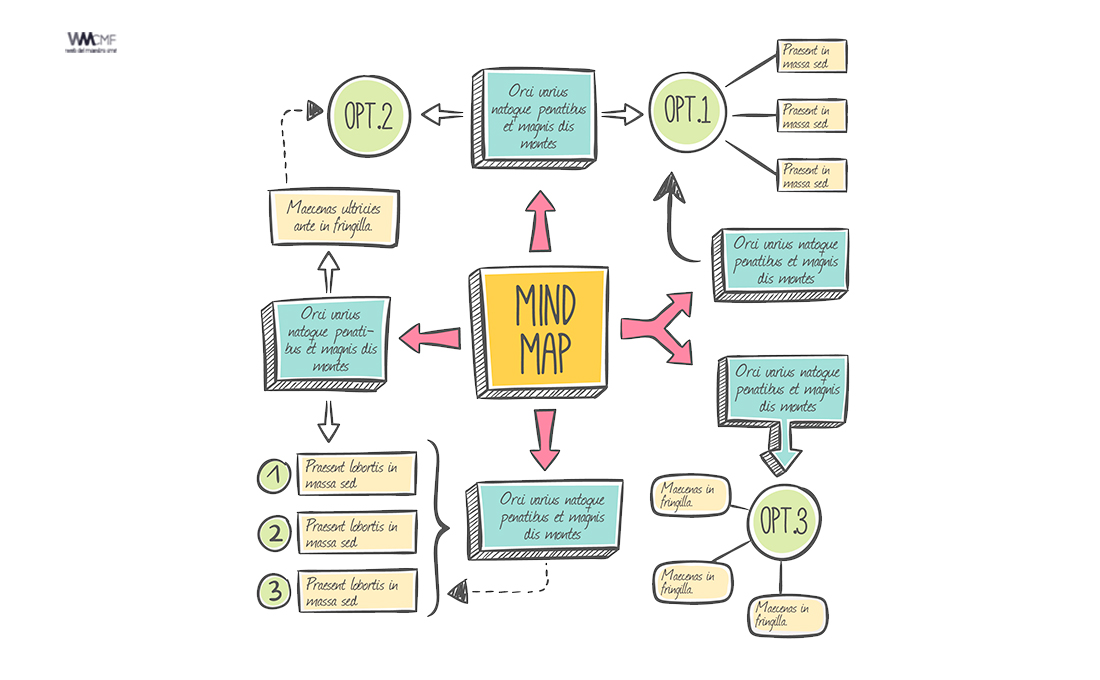 WMCMF
web del maestro cmf
OPT.2
Orci varius
natoque penatibus
et magnis dis
montes
OPT.1
Praesent in
massa sed
Praesent in
massa sed
Praesent in
massa sed
Maecenas ultricies
ante in fringilla.
Orci varius natoque
penatibus et magnis
dis montes
Orci varius
natoque penati-
bus et magnis dis
montes
MIND
MAP
Orci varius natoque
penatibus et magnis
dis montes
1
Praesent lobortis in
massa sed
2
Praesent lobortis in
massa sed
3
Praesent lobortis in
massa sed
Orci varius natoque
penatibus et magnis
dis montes
Maecenas in
fringilla.
OPT.3
Maecenas in
fringilla.
Maecenas in
fringilla.